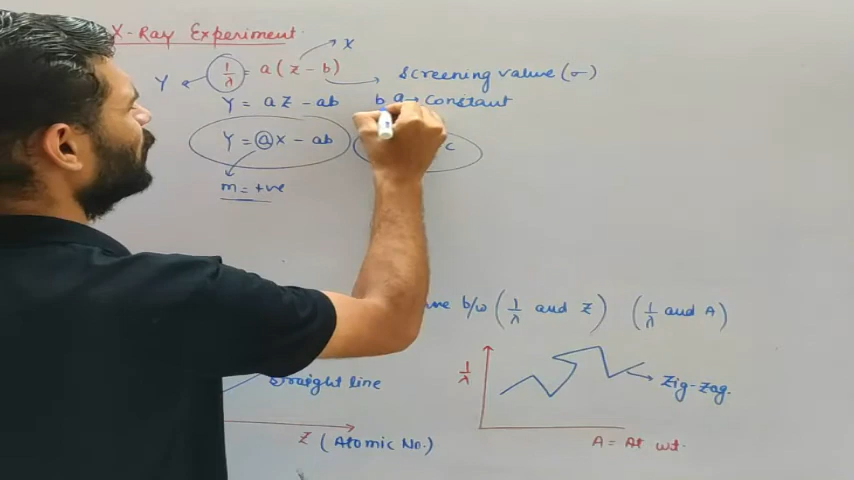 X-Ray Experiment
X
Y
1/λ = a(z-b)
screening value (σ)
Y = aZ - ab
b a → constant
Y = aX - ab
c
m = +ve
b/w (1/λ and Z) (1/λ and A)
straight line
Z (Atomic No.)
1/λ
Zig-Zag.
A = At wt.